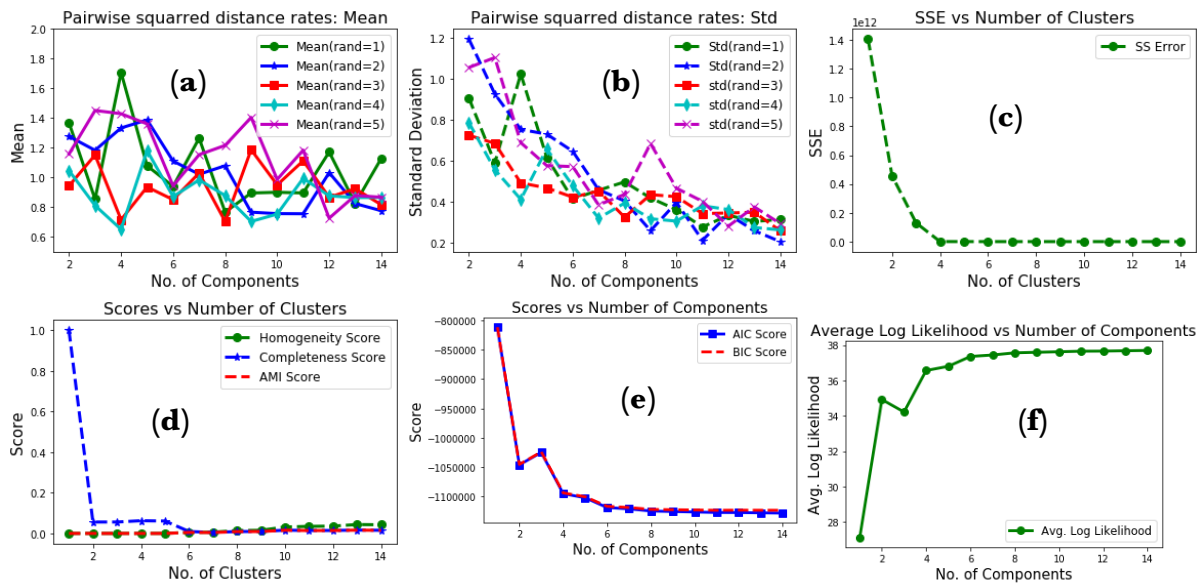 Pairwise squarred distance rates: Mean
2.0
1.8
1.6
1.4
1.2
1.0
0.8
0.6
Mean
(a)
Mean(rand=1)
Mean(rand=2)
Mean(rand=3)
Mean(rand=4)
Mean(rand=5)
2 4 6 8 10 12 14
No. of Components
Pairwise squarred distance rates: Std
1.2
1.0
0.8
0.6
0.4
0.2
Standard Deviation
(b)
Std(rand=1)
Std(rand=2)
std(rand=3)
std(rand=4)
std(rand=5)
2 4 6 8 10 12 14
No. of Components
SSE vs Number of Clusters
1e12
1.4
1.2
1.0
0.8
0.6
0.4
0.2
0.0
SSE
(c)
SS Error
2 4 6 8 10 12 14
No. of Clusters
Scores vs Number of Clusters
1.0
0.8
0.6
0.4
0.2
0.0
Score
(d)
Homogeneity Score
Completeness Score
AMI Score
2 4 6 8 10 12 14
No. of Clusters
Scores vs Number of Components
−800000
−850000
−900000
−950000
−1000000
−1050000
−1100000
Score
(e)
AIC Score
BIC Score
2 4 6 8 10 12 14
No. of Components
Average Log Likelihood vs Number of Components
38
36
34
32
30
28
Avg. Log Likelihood
(f)
Avg. Log Likelihood
2 4 6 8 10 12 14
No. of Components